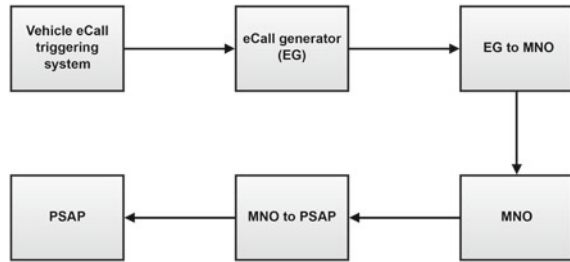 Vehicle eCall
triggering
system
eCall generator
(EG)
EG to MNO
MNO
MNO to PSAP
PSAP